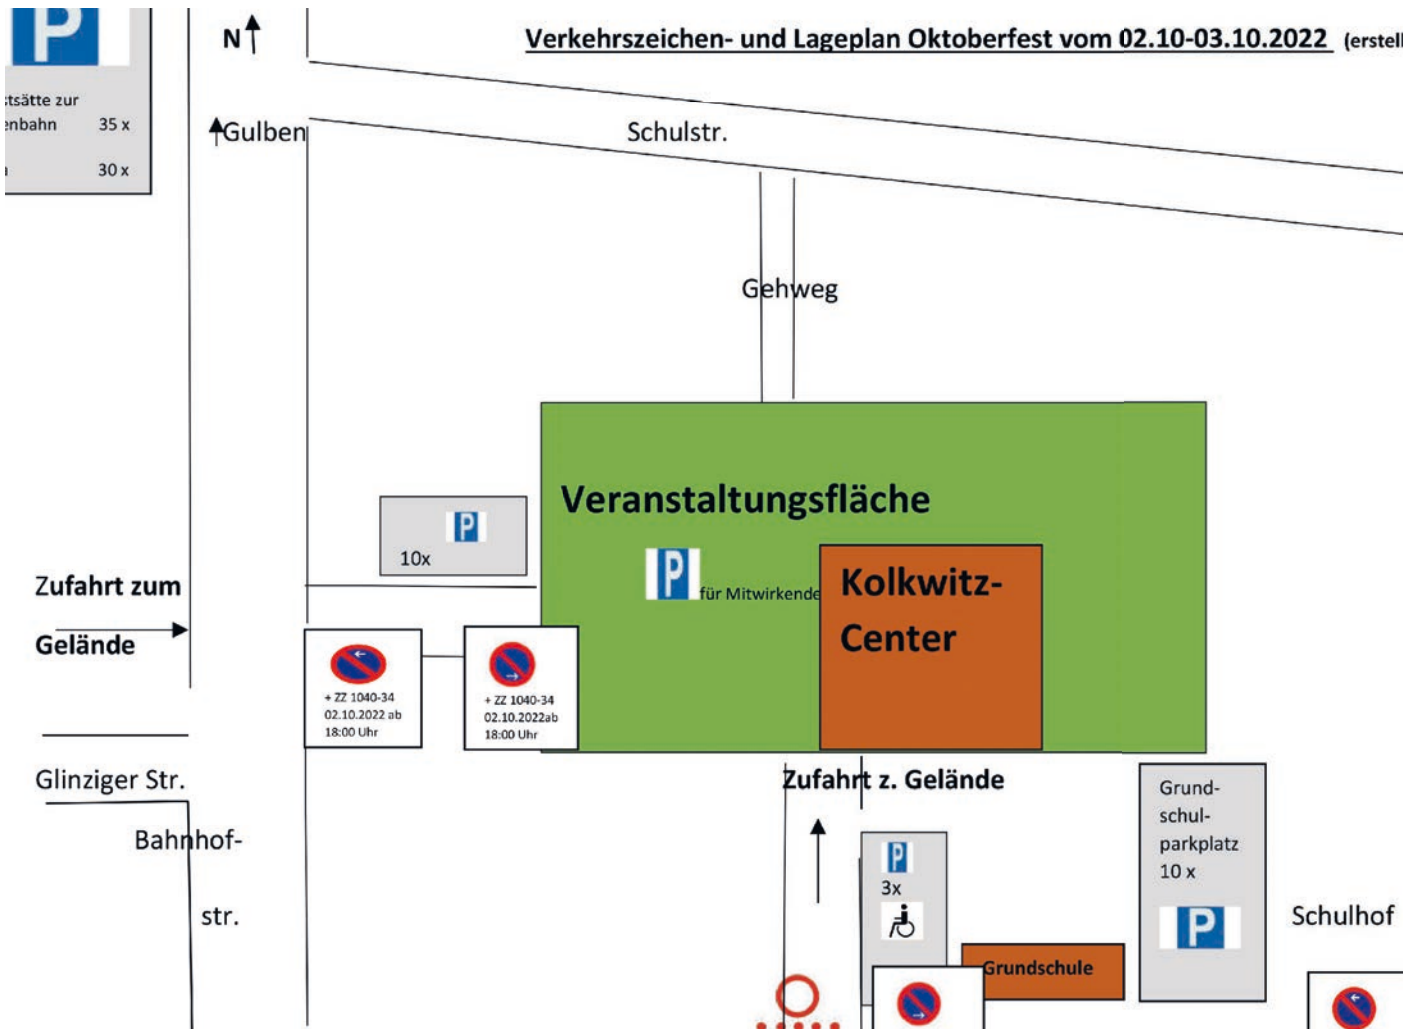 P
N
Verkehrszeichen- und Lageplan Oktoberfest vom 02.10-03.10.2022 (erstell
tsätte zur
enbahn 35 x
30 x
Gulben
Schulstr.
Gehweg
Veranstaltungsfläche
P
10x
P für Mitwirkende
Kolkwitz-
Center
Zufahrt zum
Gelände
+ ZZ 1040-34
02.10.2022 ab
18:00 Uhr
+ ZZ 1040-34
02.10.2022ab
18:00 Uhr
Glinziger Str.
Bahnhof-
str.
Zufahrt z. Gelände
P
3x
Grund-
schul-
parkplatz
10 x
P
Schulhof
Grundschule